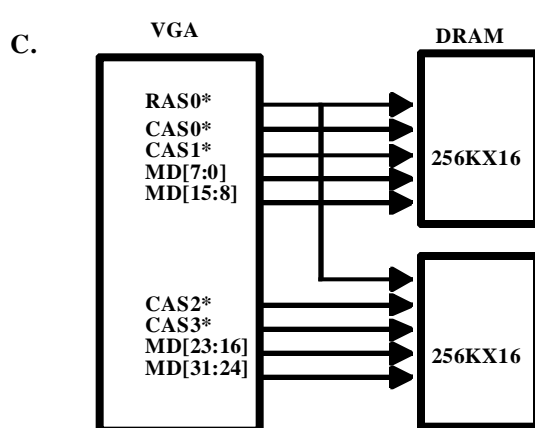 C.
VGA
DRAM
RAS0*
CAS0*
CAS1*
MD[7:0]
MD[15:8]
256KX16
CAS2*
CAS3*
MD[23:16]
MD[31:24]
256KX16